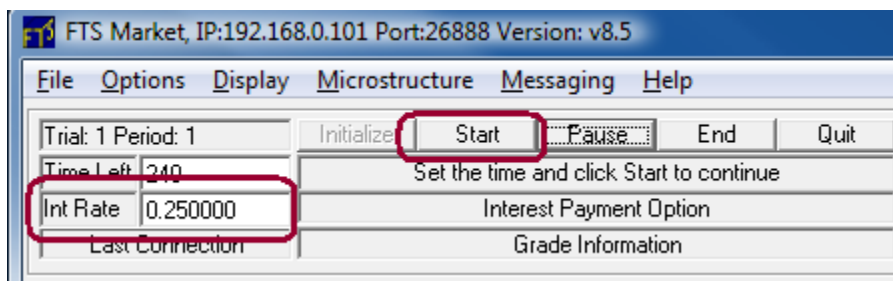 FTS FTS Market, IP:192.168.0.101 Port:26888 Version: v8.5
File Options Display Microstructure Messaging Help
Trial: 1 Period: 1 Initialize Start Pause End Quit
Time Left 240 Set the time and click Start to continue
Int Rate 0.250000 Interest Payment Option
Last Connection Grade Information